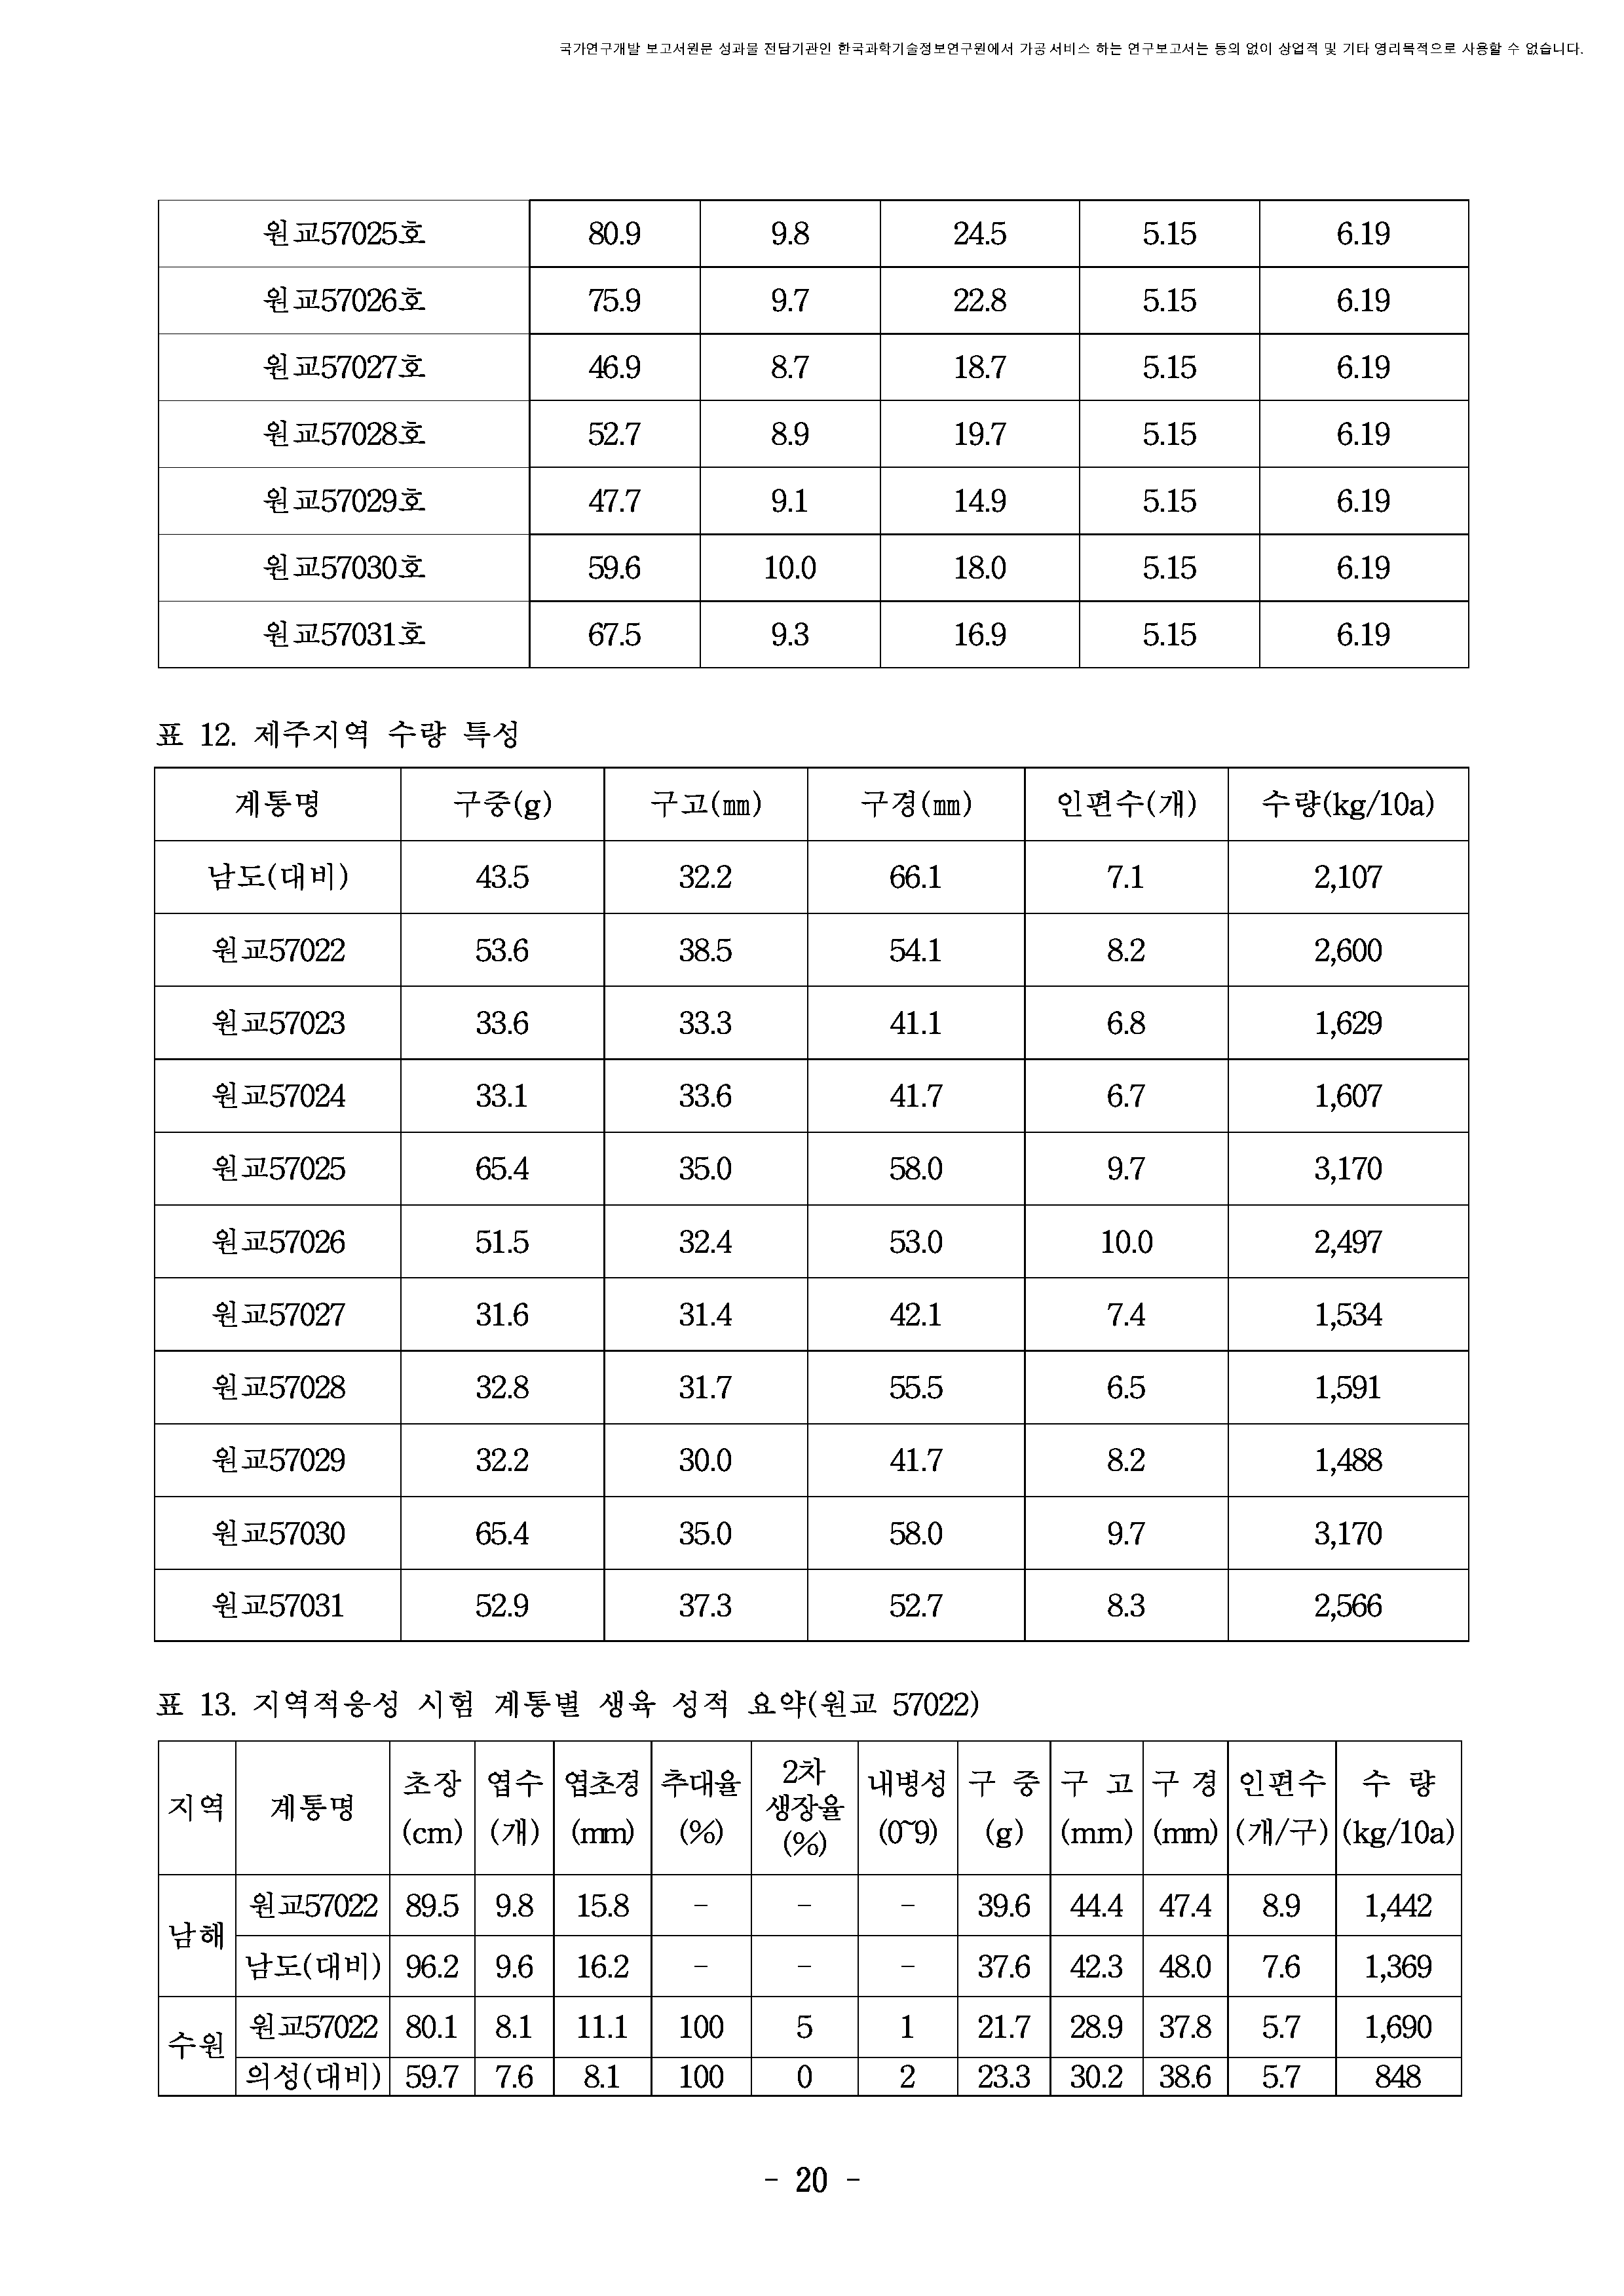 국가연구개발 보고서원문 성과물 전담기관인 한국과학기술정보연구원에서 가공·서비스 하는 연구보고서는 동의 없이 상업적 및 기타 영리목적으로 사용할 수 없습니다.
원교57025호 80.9 9.8 24.5 5.15 6.19
원교57026호 75.9 9.7 22.8 5.15 6.19
원교57027호 46.9 8.7 18.7 5.15 6.19
원교57028호 52.7 8.9 19.7 5.15 6.19
원교57029호 47.7 9.1 14.9 5.15 6.19
원교57030호 59.6 10.0 18.0 5.15 6.19
원교57031호 67.5 9.3 16.9 5.15 6.19
표 12. 제주지역 수량 특성
계통명 구중(g) 구고(㎜) 구경(㎜) 인편수(개) 수량(kg/10a)
남도(대비) 43.5 32.2 66.1 7.1 2,107
원교57022 53.6 38.5 54.1 8.2 2,600
원교57023 33.6 33.3 41.1 6.8 1,629
원교57024 33.1 33.6 41.7 6.7 1,607
원교57025 65.4 35.0 58.0 9.7 3,170
원교57026 51.5 32.4 53.0 10.0 2,497
원교57027 31.6 31.4 42.1 7.4 1,534
원교57028 32.8 31.7 55.5 6.5 1,591
원교57029 32.2 30.0 41.7 8.2 1,488
원교57030 65.4 35.0 58.0 9.7 3,170
원교57031 52.9 37.3 52.7 8.3 2,566
표 13. 지역적응성 시험 계통별 생육 성적 요약(원교 57022)
지역 계통명 초장 (cm) 엽수 (개) 엽초경 (mm) 추대율 (%) 2차 생장율 (%) 내병성 (0~9) 구 중 (g) 구 고 (mm) 구 경 (mm) 인편수 (개/구) 수 량 (kg/10a)
남해 원교57022 89.5 9.8 15.8 - - - 39.6 44.4 47.4 8.9 1,442
남도(대비) 96.2 9.6 16.2 - - - 37.6 42.3 48.0 7.6 1,369
수원 원교57022 80.1 8.1 11.1 100 5 1 21.7 28.9 37.8 5.7 1,690
의성(대비) 59.7 7.6 8.1 100 0 2 23.3 30.2 38.6 5.7 848
- 20 -